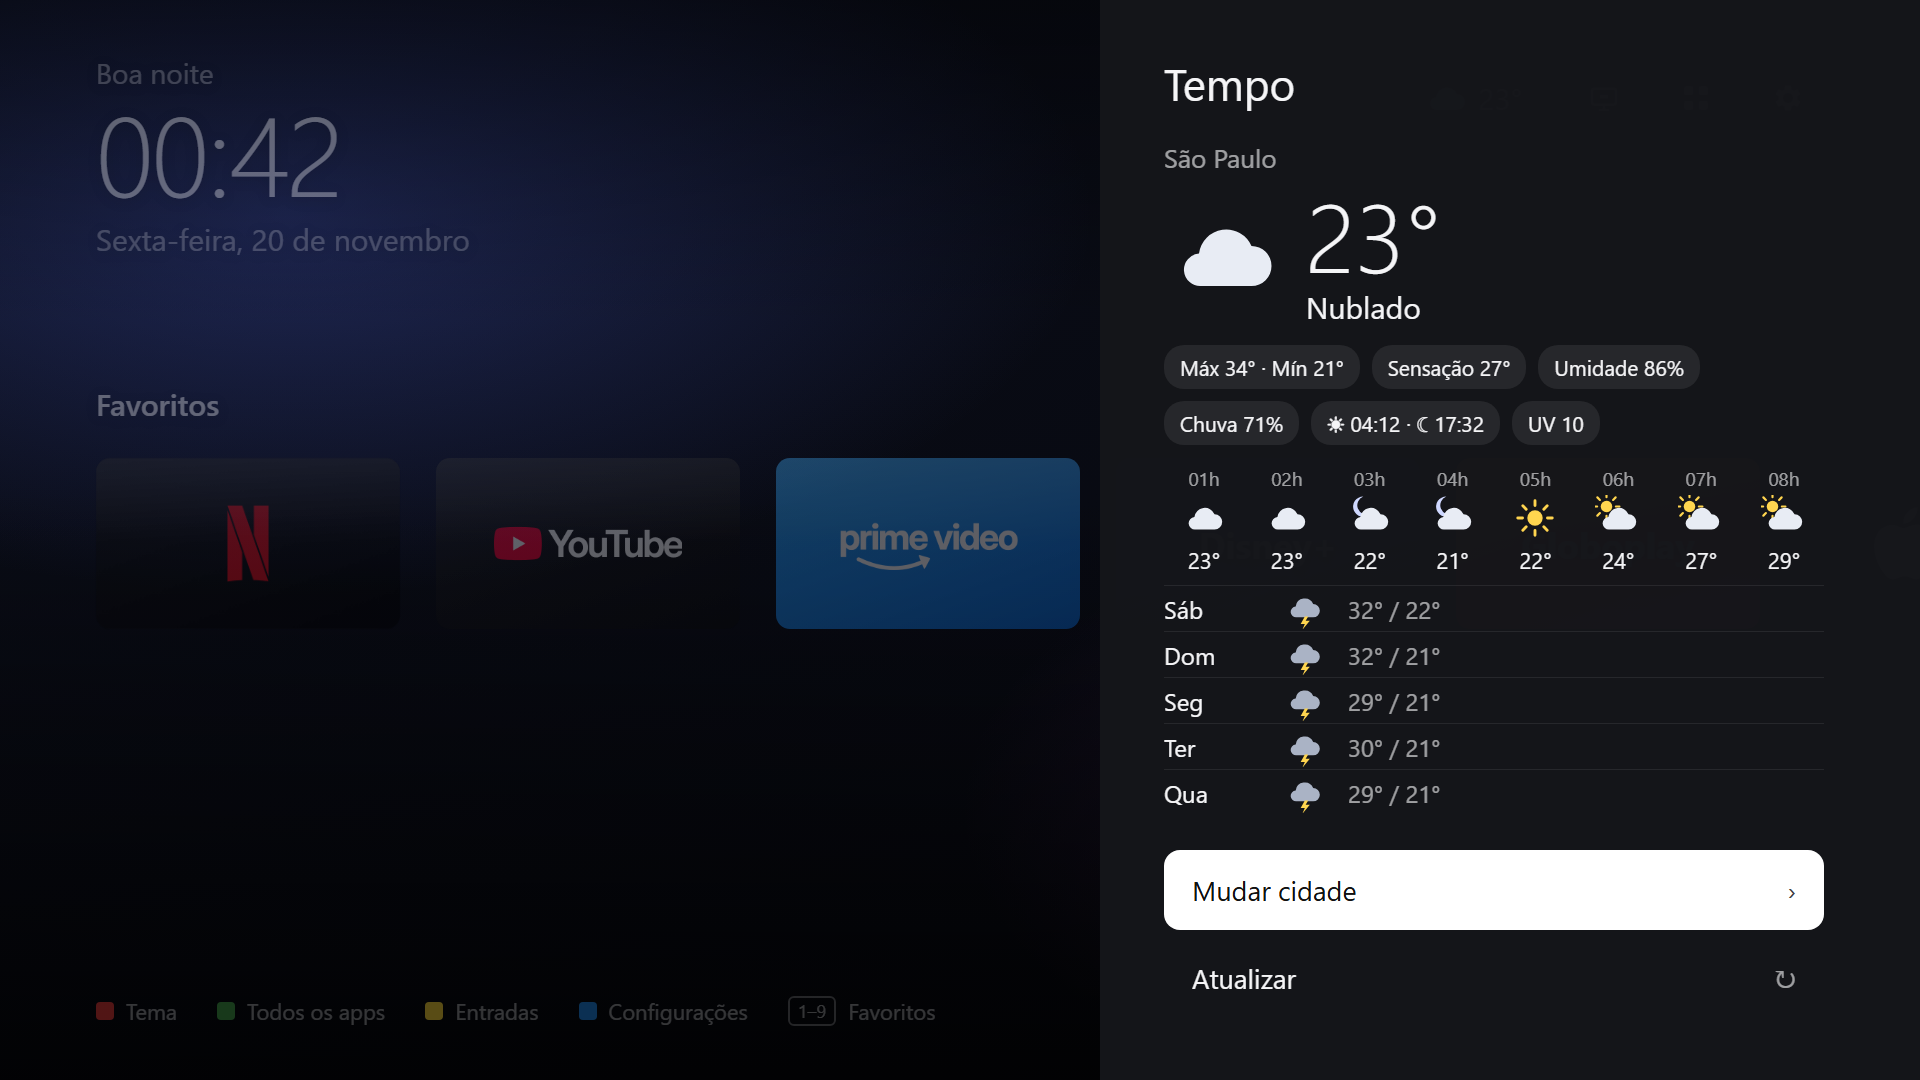 Boa noite
00:42
Sexta-feira, 20 de novembro
Favoritos
N
YouTube
prime video
Tema
Todos os apps
Entradas
Configurações
1–9 Favoritos
Tempo
São Paulo
23°
Nublado
Máx 34° · Mín 21°
Sensação 27°
Umidade 86%
Chuva 71%
☀ 04:12 · ☾ 17:32
UV 10
01h 02h 03h 04h 05h 06h 07h 08h
23° 23° 22° 21° 22° 24° 27° 29°
Sáb 32° / 22°
Dom 32° / 21°
Seg 29° / 21°
Ter 30° / 21°
Qua 29° / 21°
Mudar cidade ›
Atualizar ↻